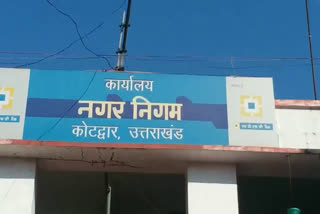 कार्यालय
नगर निगम
कोटद्वार, उत्तराखंड